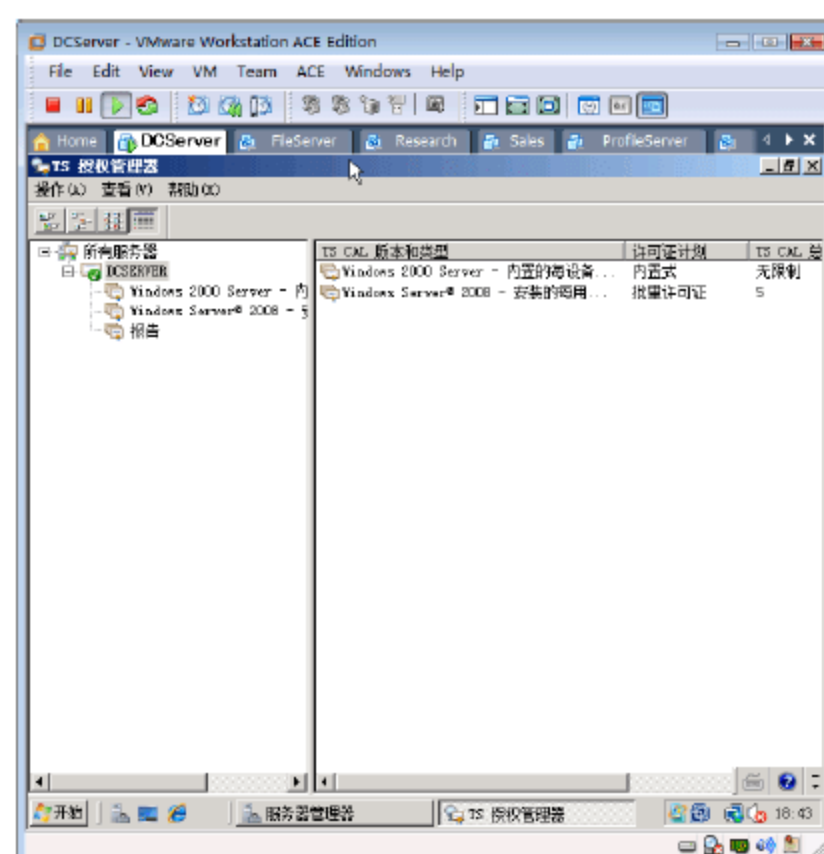 DCServer - VMware Workstation ACE Edition
File Edit View VM Team ACE Windows Help
Home DCServer FileServer Research Sales ProfileServer
TS 授权管理器
操作(A) 查看(V) 帮助(H)
所有服务器
DCSERVER
Windows 2000 Server - 内
Windows Server® 2008 - 安
报告
TS CAL 版本和类型 许可证计划 TS CAL 总
Windows 2000 Server - 内置的每设备... 内置式 无限制
Windows Server® 2008 - 安装的每用... 批量许可证 5
开始 服务器管理器 TS 授权管理器 18:43